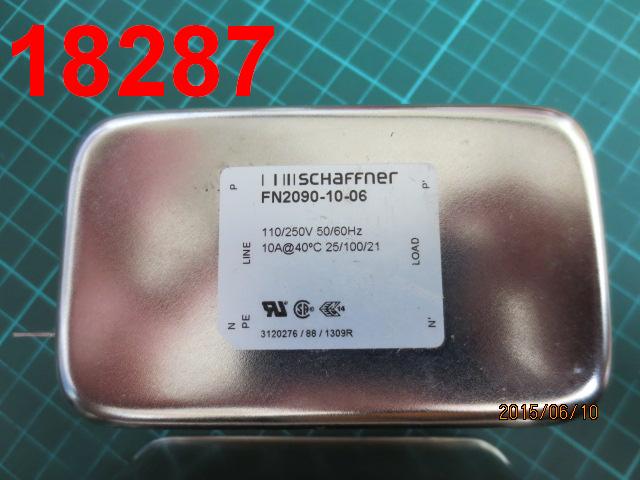 18287
SCHAFFNER
FN2090-10-06
110/250V 50/60Hz
10A@40ºC 25/100/21
P
LINE
N
PE
P'
LOAD
N'
14
3120276 / 88 / 1309R
2015/06/10